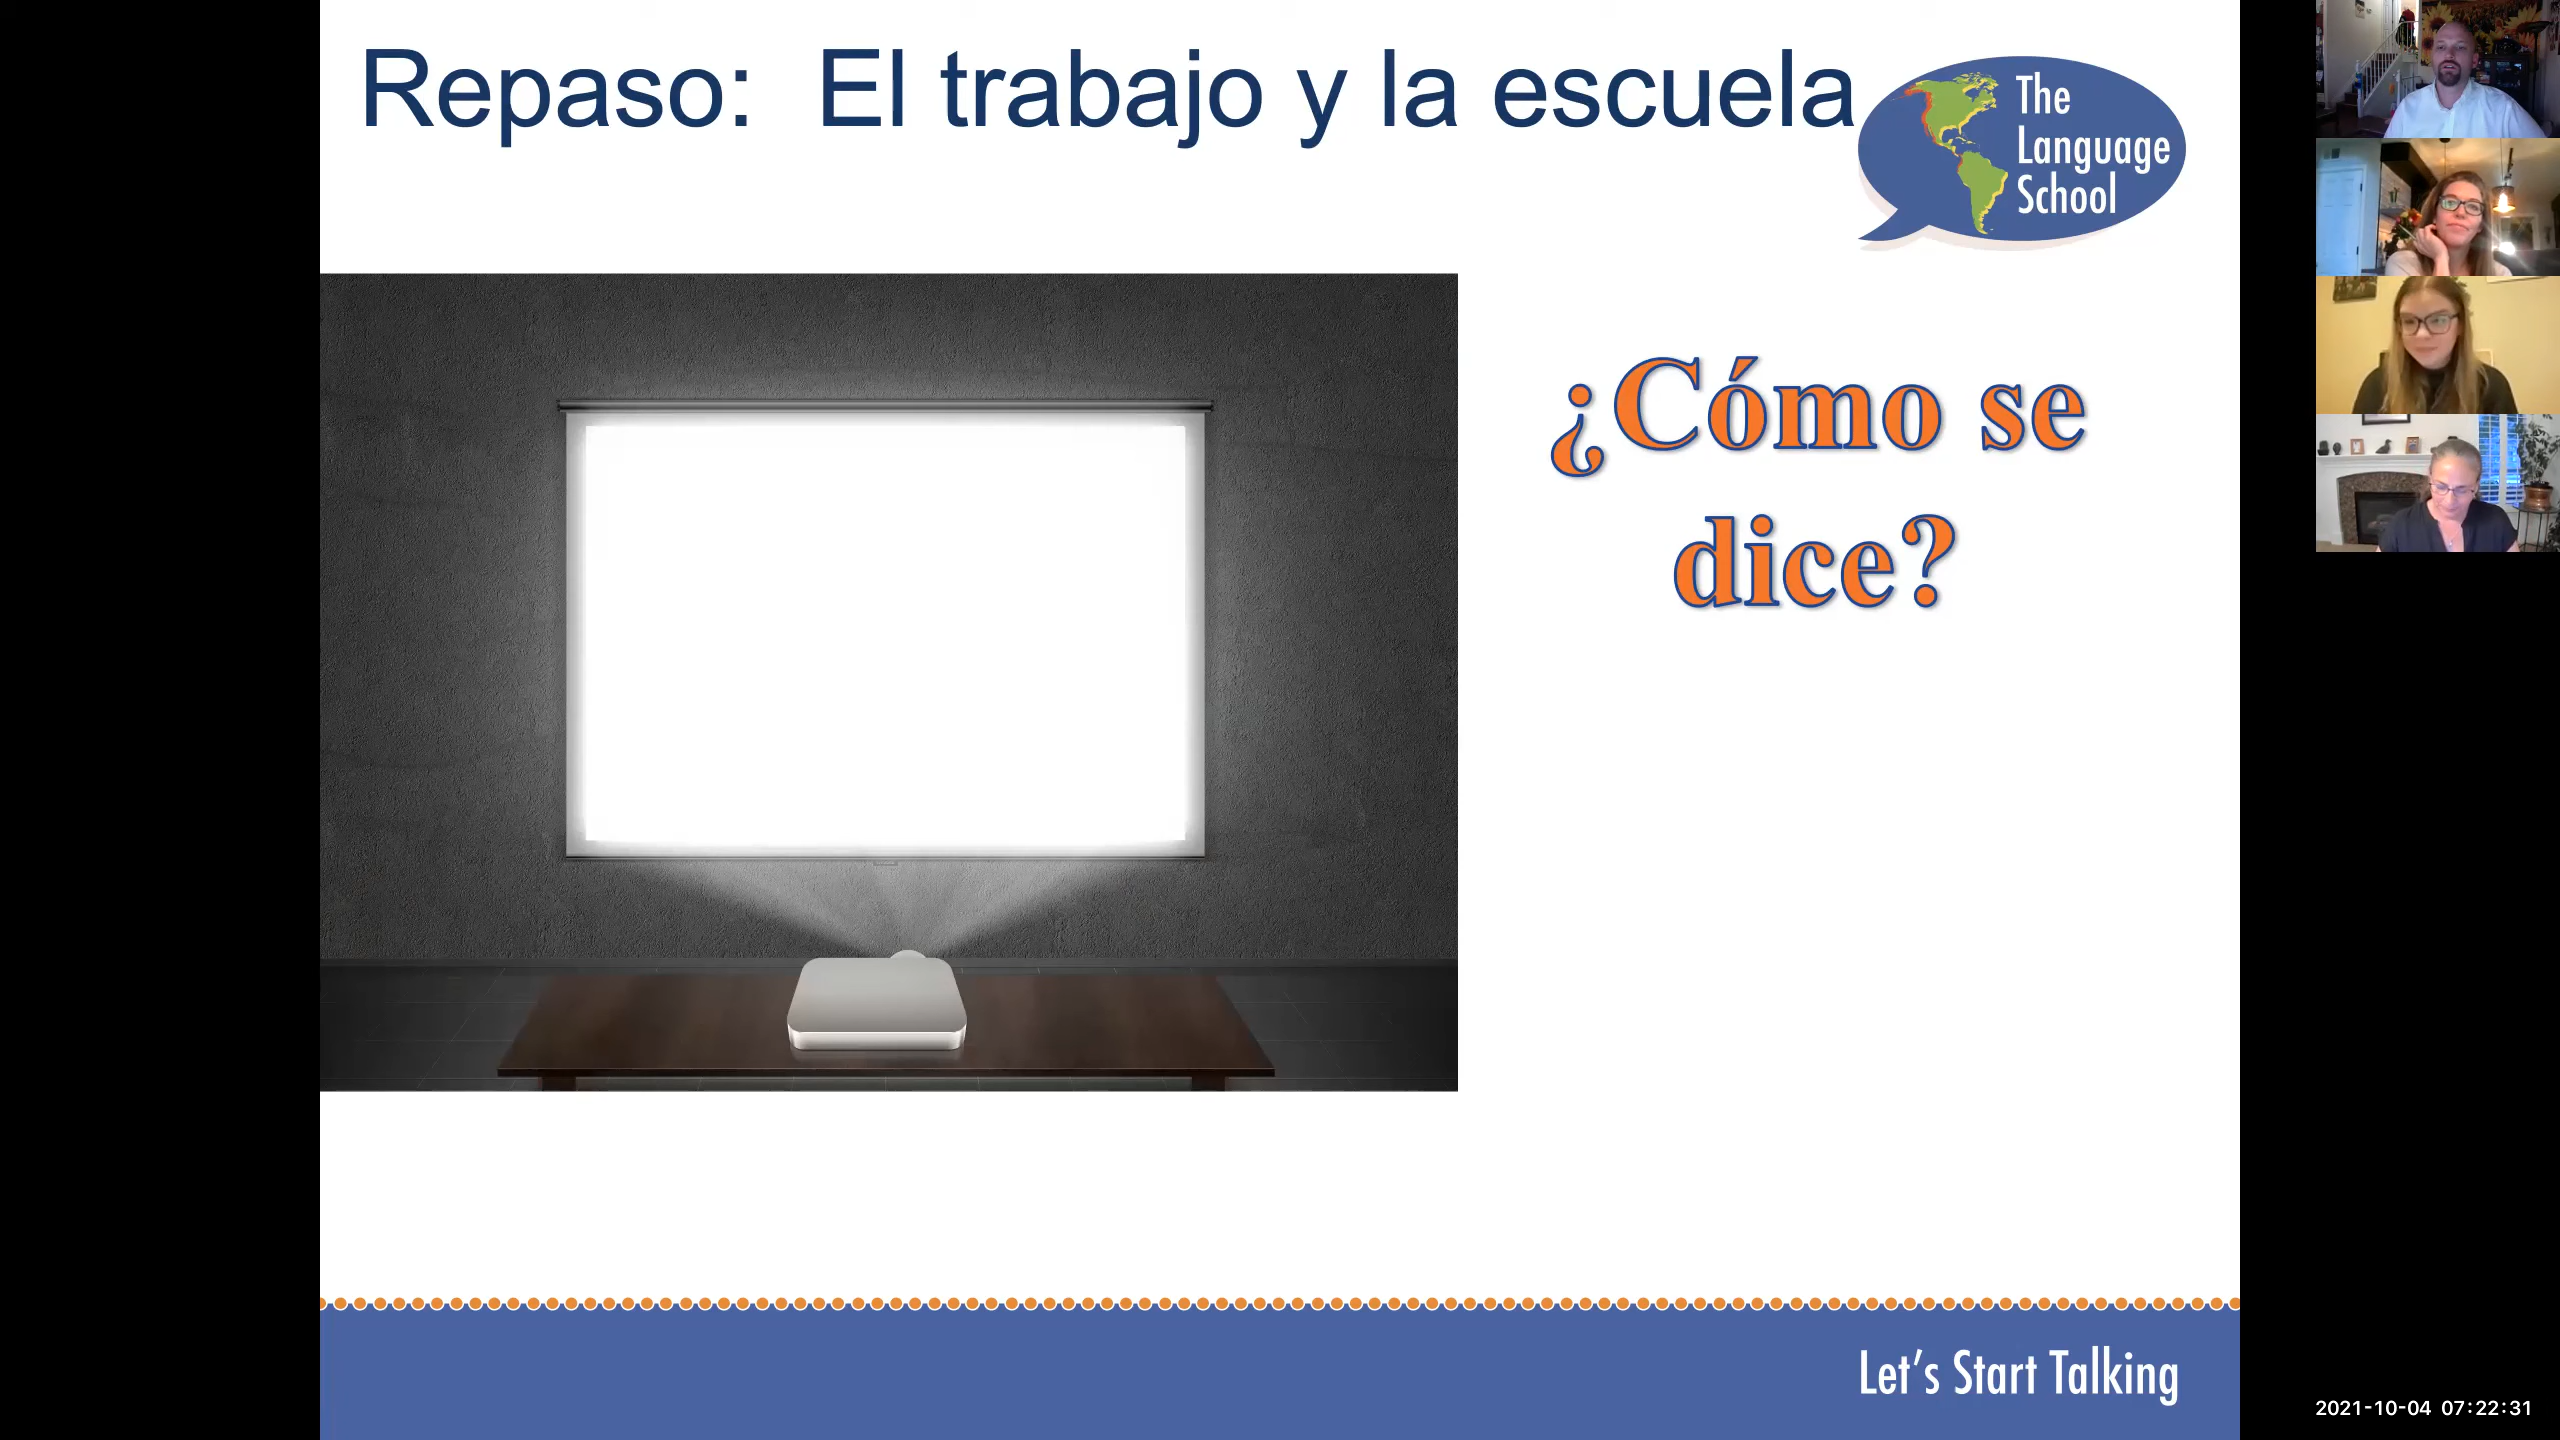 Repaso:  El trabajo y la escuela
The
Language
School
¿Cómo se
dice?
Let's Start Talking
2021-10-04 07:22:31